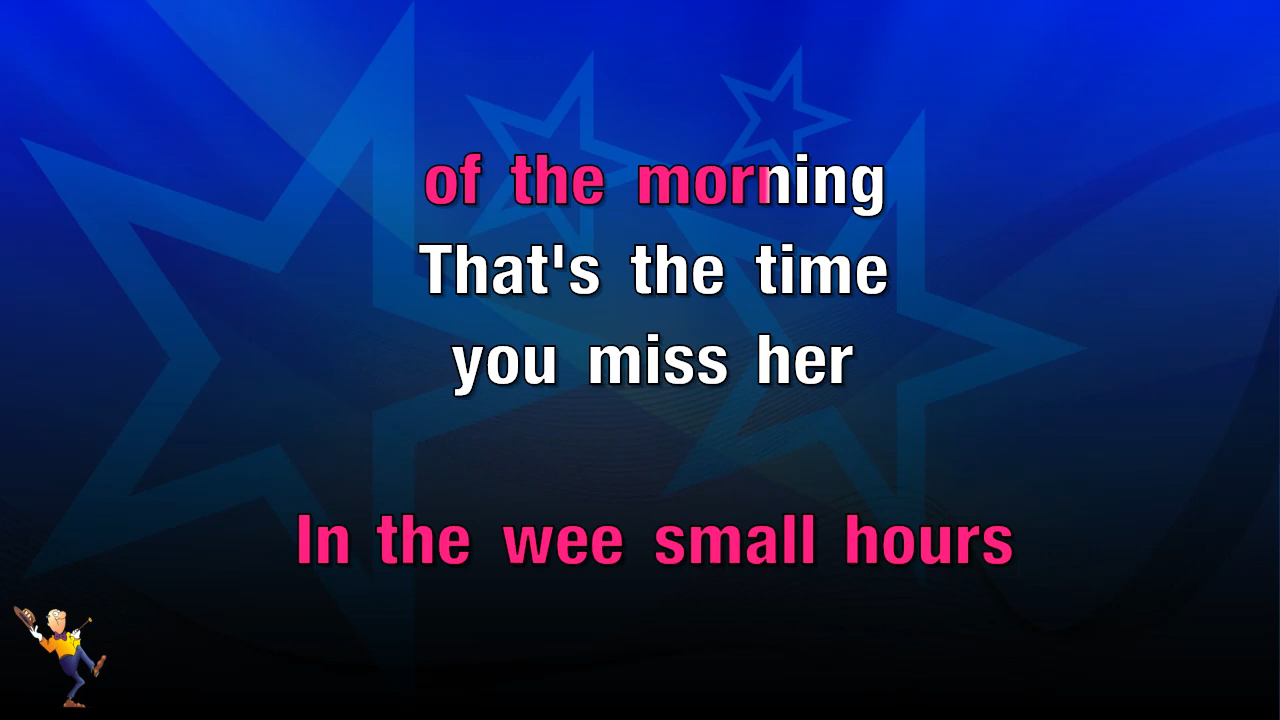 of the morning
That's the time
you miss her
In the wee small hours